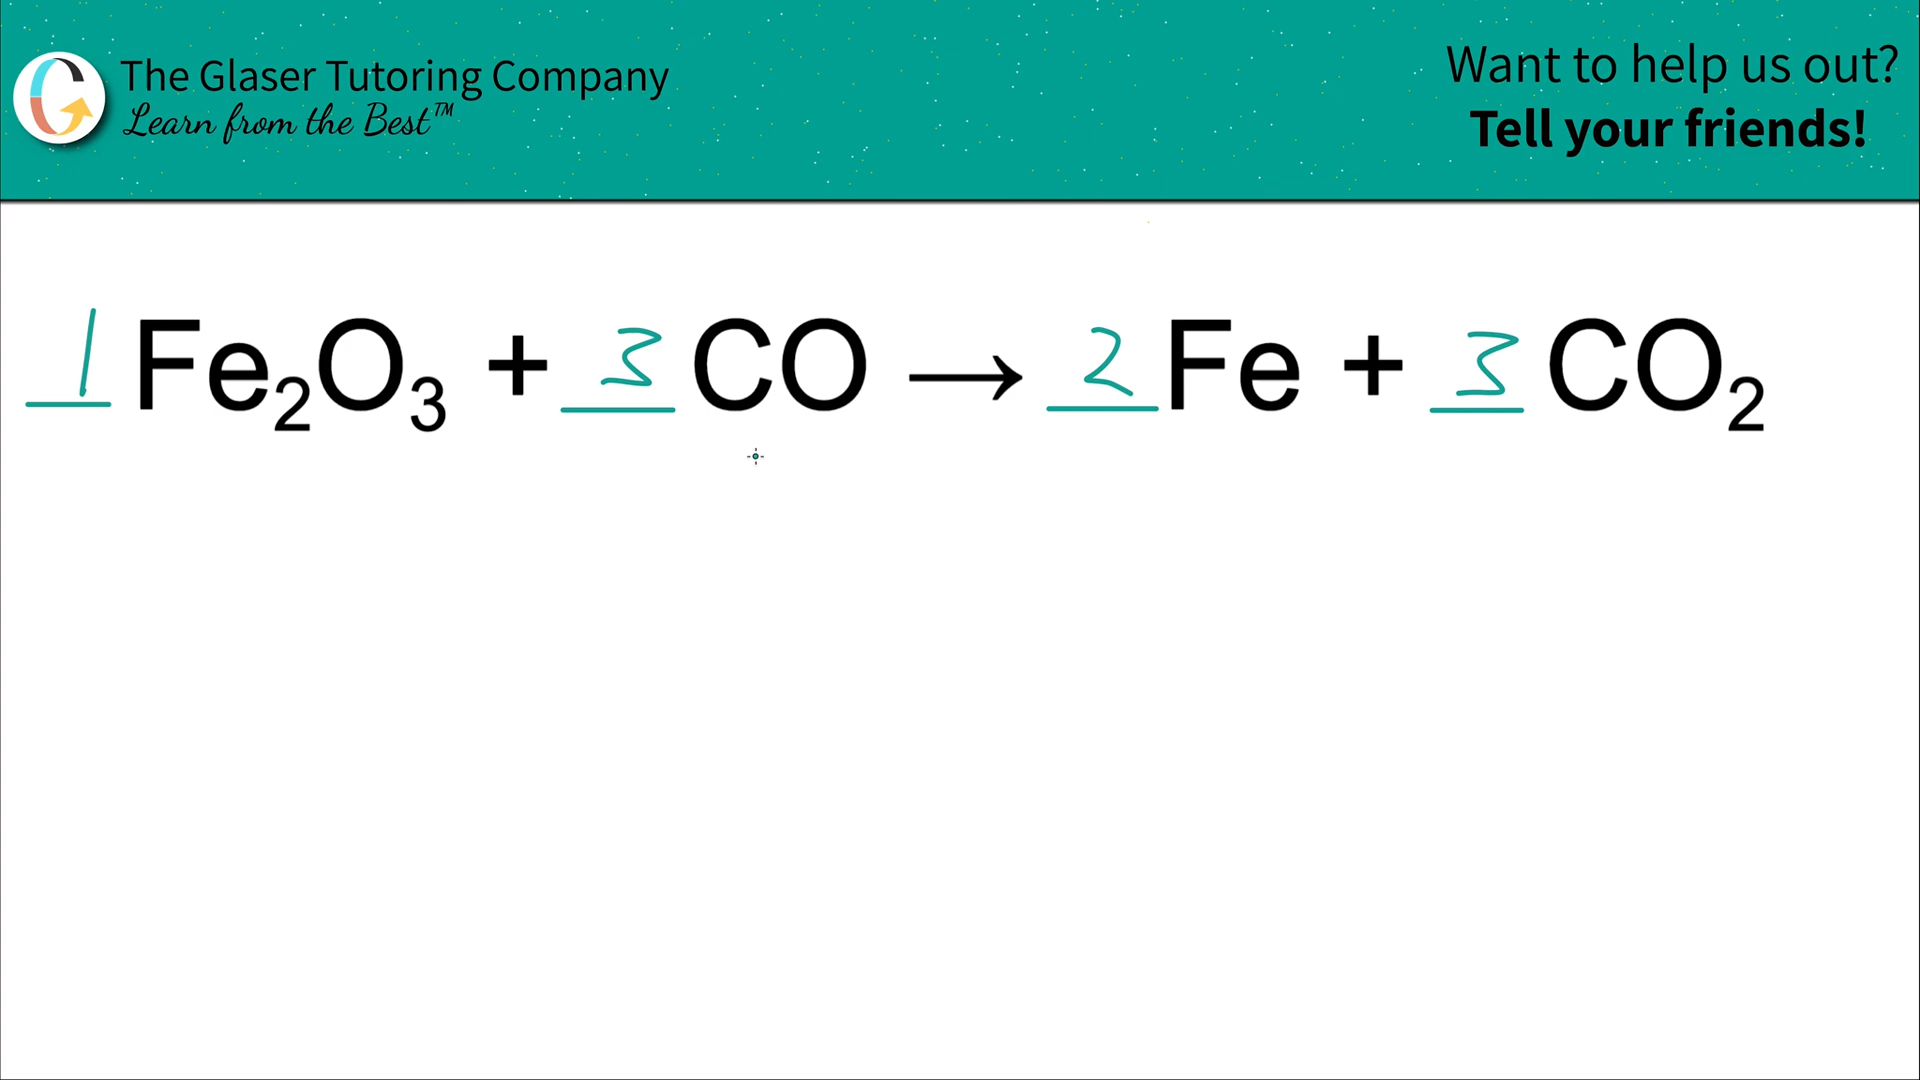 The Glaser Tutoring Company
Learn from the Best™
Want to help us out?
Tell your friends!
1 Fe₂O₃ + 3 CO → 2 Fe + 3 CO₂